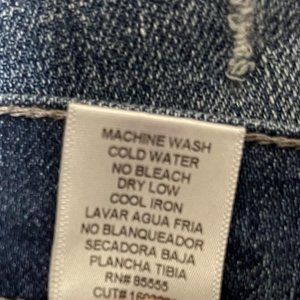 MACHINE WASH
COLD WATER
NO BLEACH
DRY LOW
COOL IRON
LAVAR AGUA FRIA
NO BLANQUEADOR
SECADORA BAJA
PLANCHA TIBIA
RN# 85555
CUT#